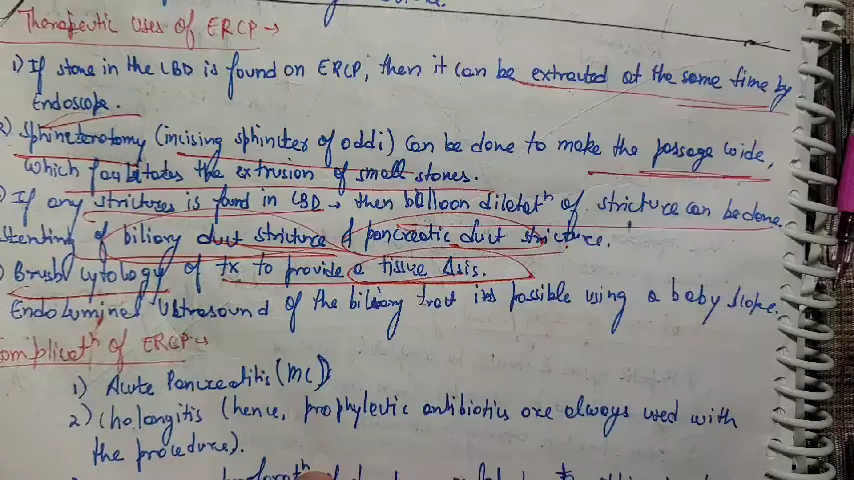 Therapeutic Uses of ERCP →
1) If stone in the CBD is found on ERCP, then it can be extracted at the same time by
Endoscope.
2) Sphincterotomy (incising sphincter of oddi) can be done to make the passage wide,
which facilitates the extrusion of small stones.
) If any strictures is found in CBD → then balloon dilatatⁿ of stricture can be done.
Stenting of biliary duct stricture & pancreatic duct stricture.
) Brush Cytology of tx to provide a tissue Δsis.
Endoluminal Ultrasound of the biliary tract is possible using a baby slope.
omplicatⁿ of ERCP →
1) Acute Pancreatitis (MC)
2) Cholangitis (hence, prophylactic antibiotics are always used with
the procedure).